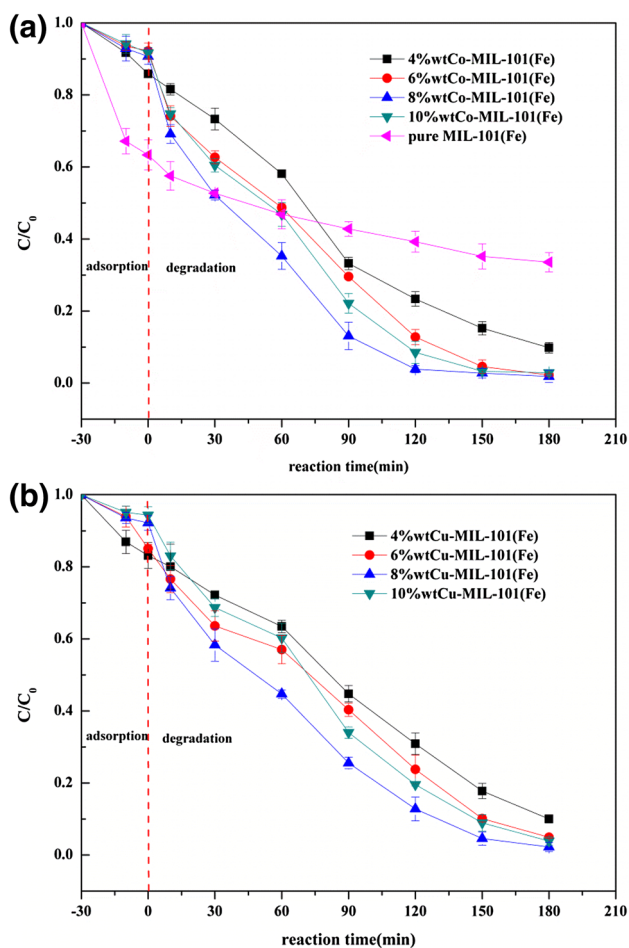 (a)
1.0
0.8
0.6
0.4
0.2
0.0
C/C₀
4%wtCo-MIL-101(Fe)
6%wtCo-MIL-101(Fe)
8%wtCo-MIL-101(Fe)
10%wtCo-MIL-101(Fe)
pure MIL-101(Fe)
adsorption
degradation
-30 0 30 60 90 120 150 180 210
reaction time(min)
(b)
1.0
0.8
0.6
0.4
0.2
0.0
C/C₀
4%wtCu-MIL-101(Fe)
6%wtCu-MIL-101(Fe)
8%wtCu-MIL-101(Fe)
10%wtCu-MIL-101(Fe)
adsorption
degradation
-30 0 30 60 90 120 150 180 210
reaction time(min)